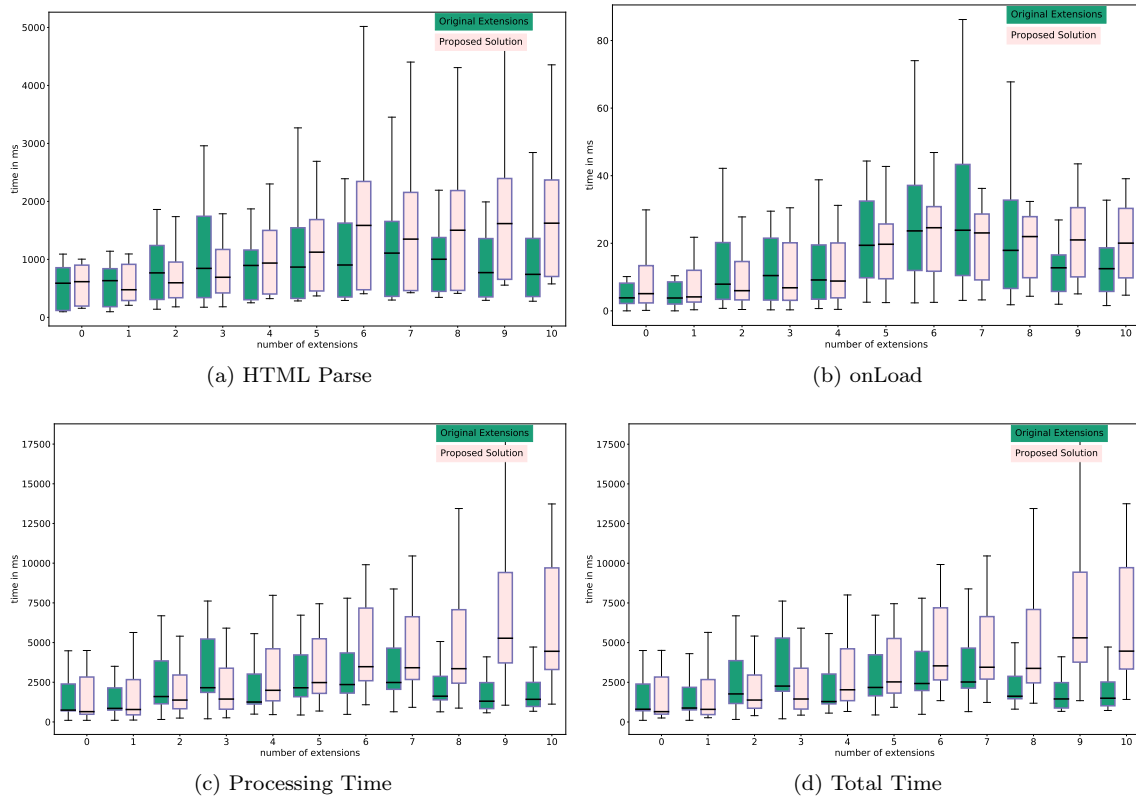 5000
4000
3000
2000
1000
0
time in ms
Original Extensions
Proposed Solution
0 1 2 3 4 5 6 7 8 9 10
number of extensions
(a) HTML Parse
80
60
40
20
0
time in ms
Original Extensions
Proposed Solution
0 1 2 3 4 5 6 7 8 9 10
number of extensions
(b) onLoad
17500
15000
12500
10000
7500
5000
2500
0
time in ms
Original Extensions
Proposed Solution
0 1 2 3 4 5 6 7 8 9 10
number of extensions
(c) Processing Time
17500
15000
12500
10000
7500
5000
2500
0
time in ms
Original Extensions
Proposed Solution
0 1 2 3 4 5 6 7 8 9 10
number of extensions
(d) Total Time